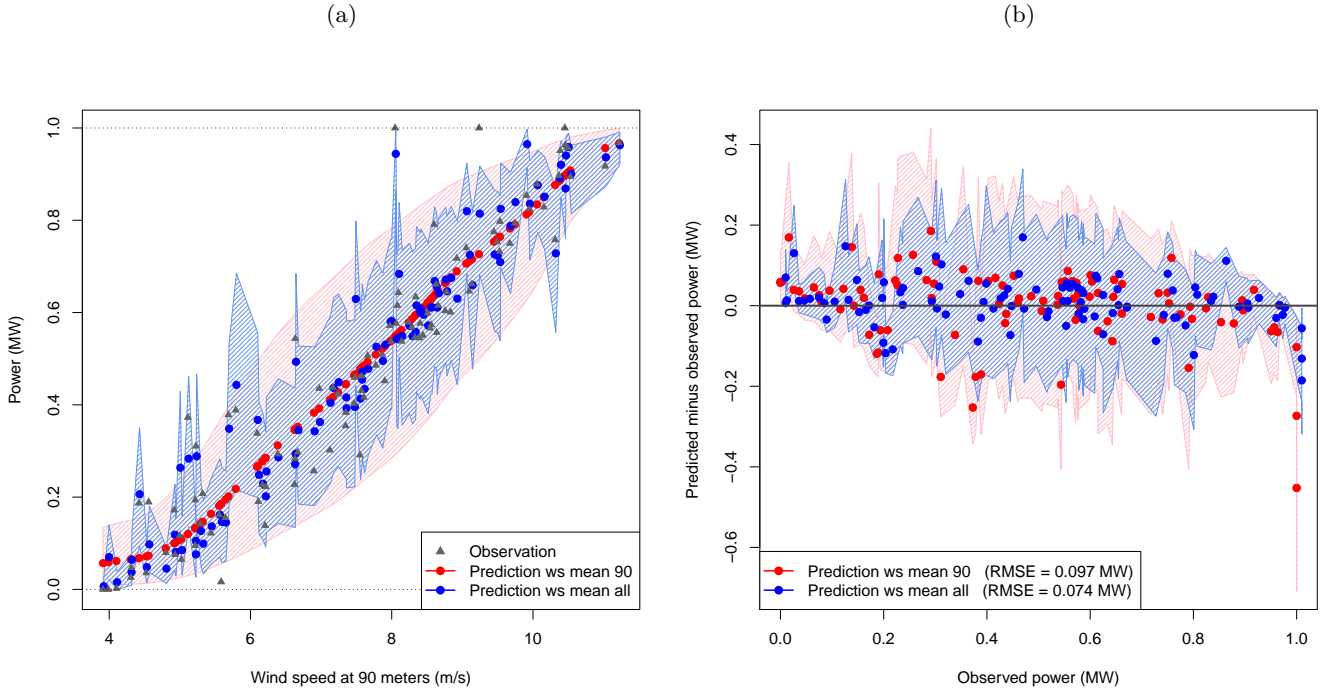 (a)
(b)
Power (MW)
1.0
0.8
0.6
0.4
0.2
0.0
4
6
8
10
Wind speed at 90 meters (m/s)
Observation
Prediction ws mean 90
Prediction ws mean all
Predicted minus observed power (MW)
0.4
0.2
0.0
−0.2
−0.4
−0.6
0.0
0.2
0.4
0.6
0.8
1.0
Observed power (MW)
Prediction ws mean 90 (RMSE = 0.097 MW)
Prediction ws mean all (RMSE = 0.074 MW)